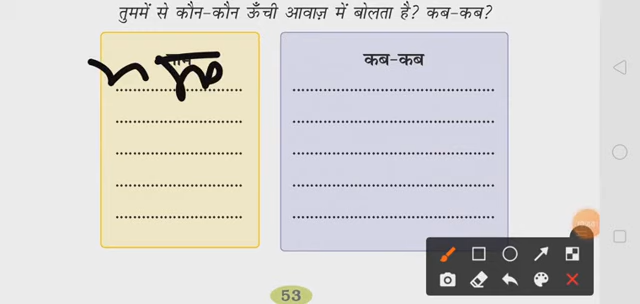 तुममें से कौन-कौन ऊँची आवाज़ में बोलता है? कब-कब?
नाम
कब-कब
53